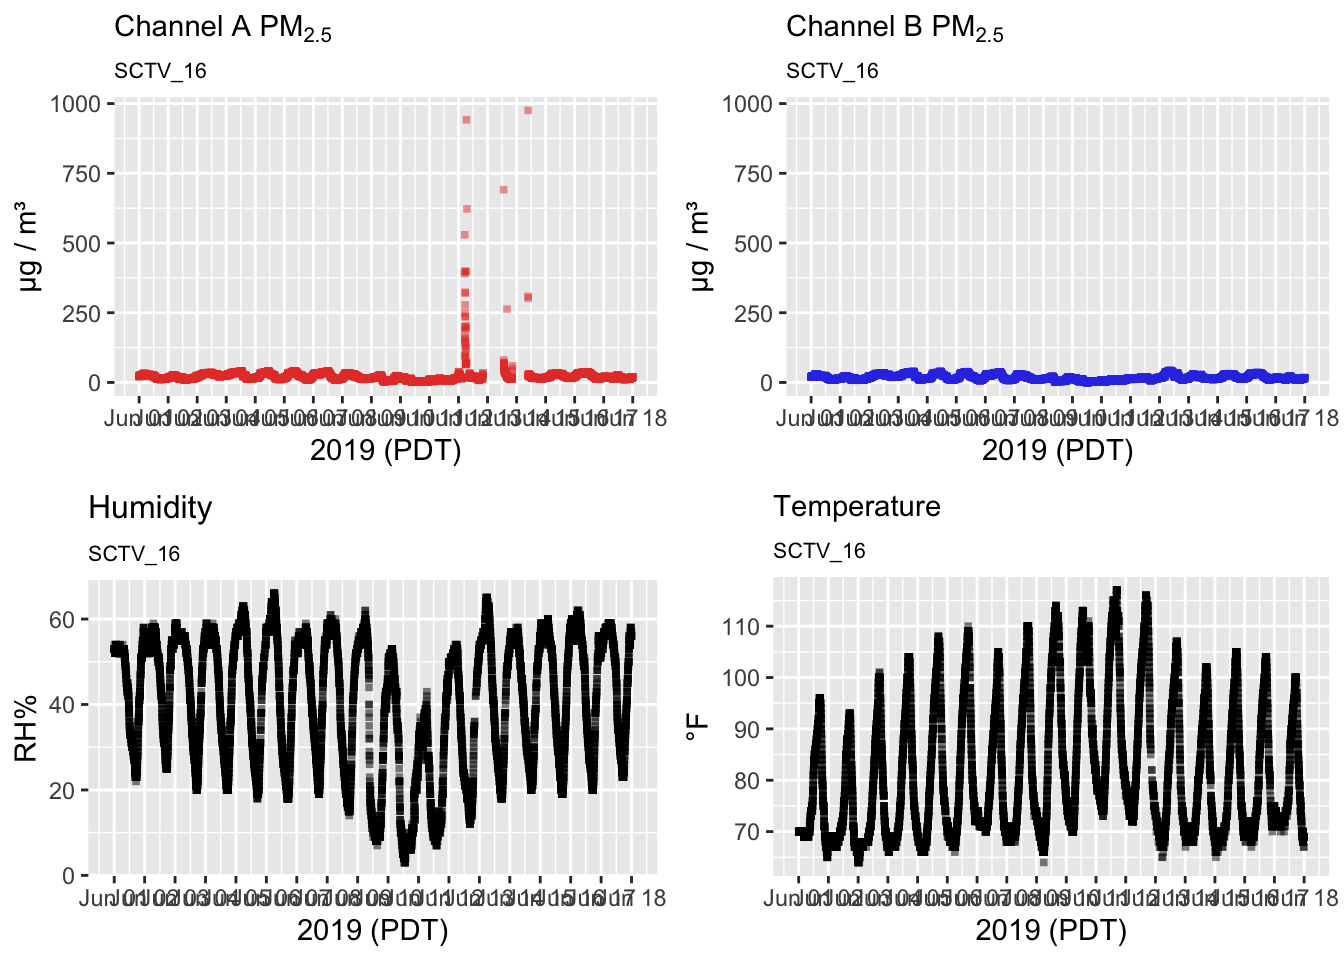 Channel A PM2.5
SCTV_16
1000
750
500
250
0
µg / m³
2019 (PDT)
Channel B PM2.5
SCTV_16
1000
750
500
250
0
µg / m³
2019 (PDT)
Humidity
SCTV_16
60
40
20
0
RH%
2019 (PDT)
Temperature
SCTV_16
110
100
90
80
70
°F
2019 (PDT)